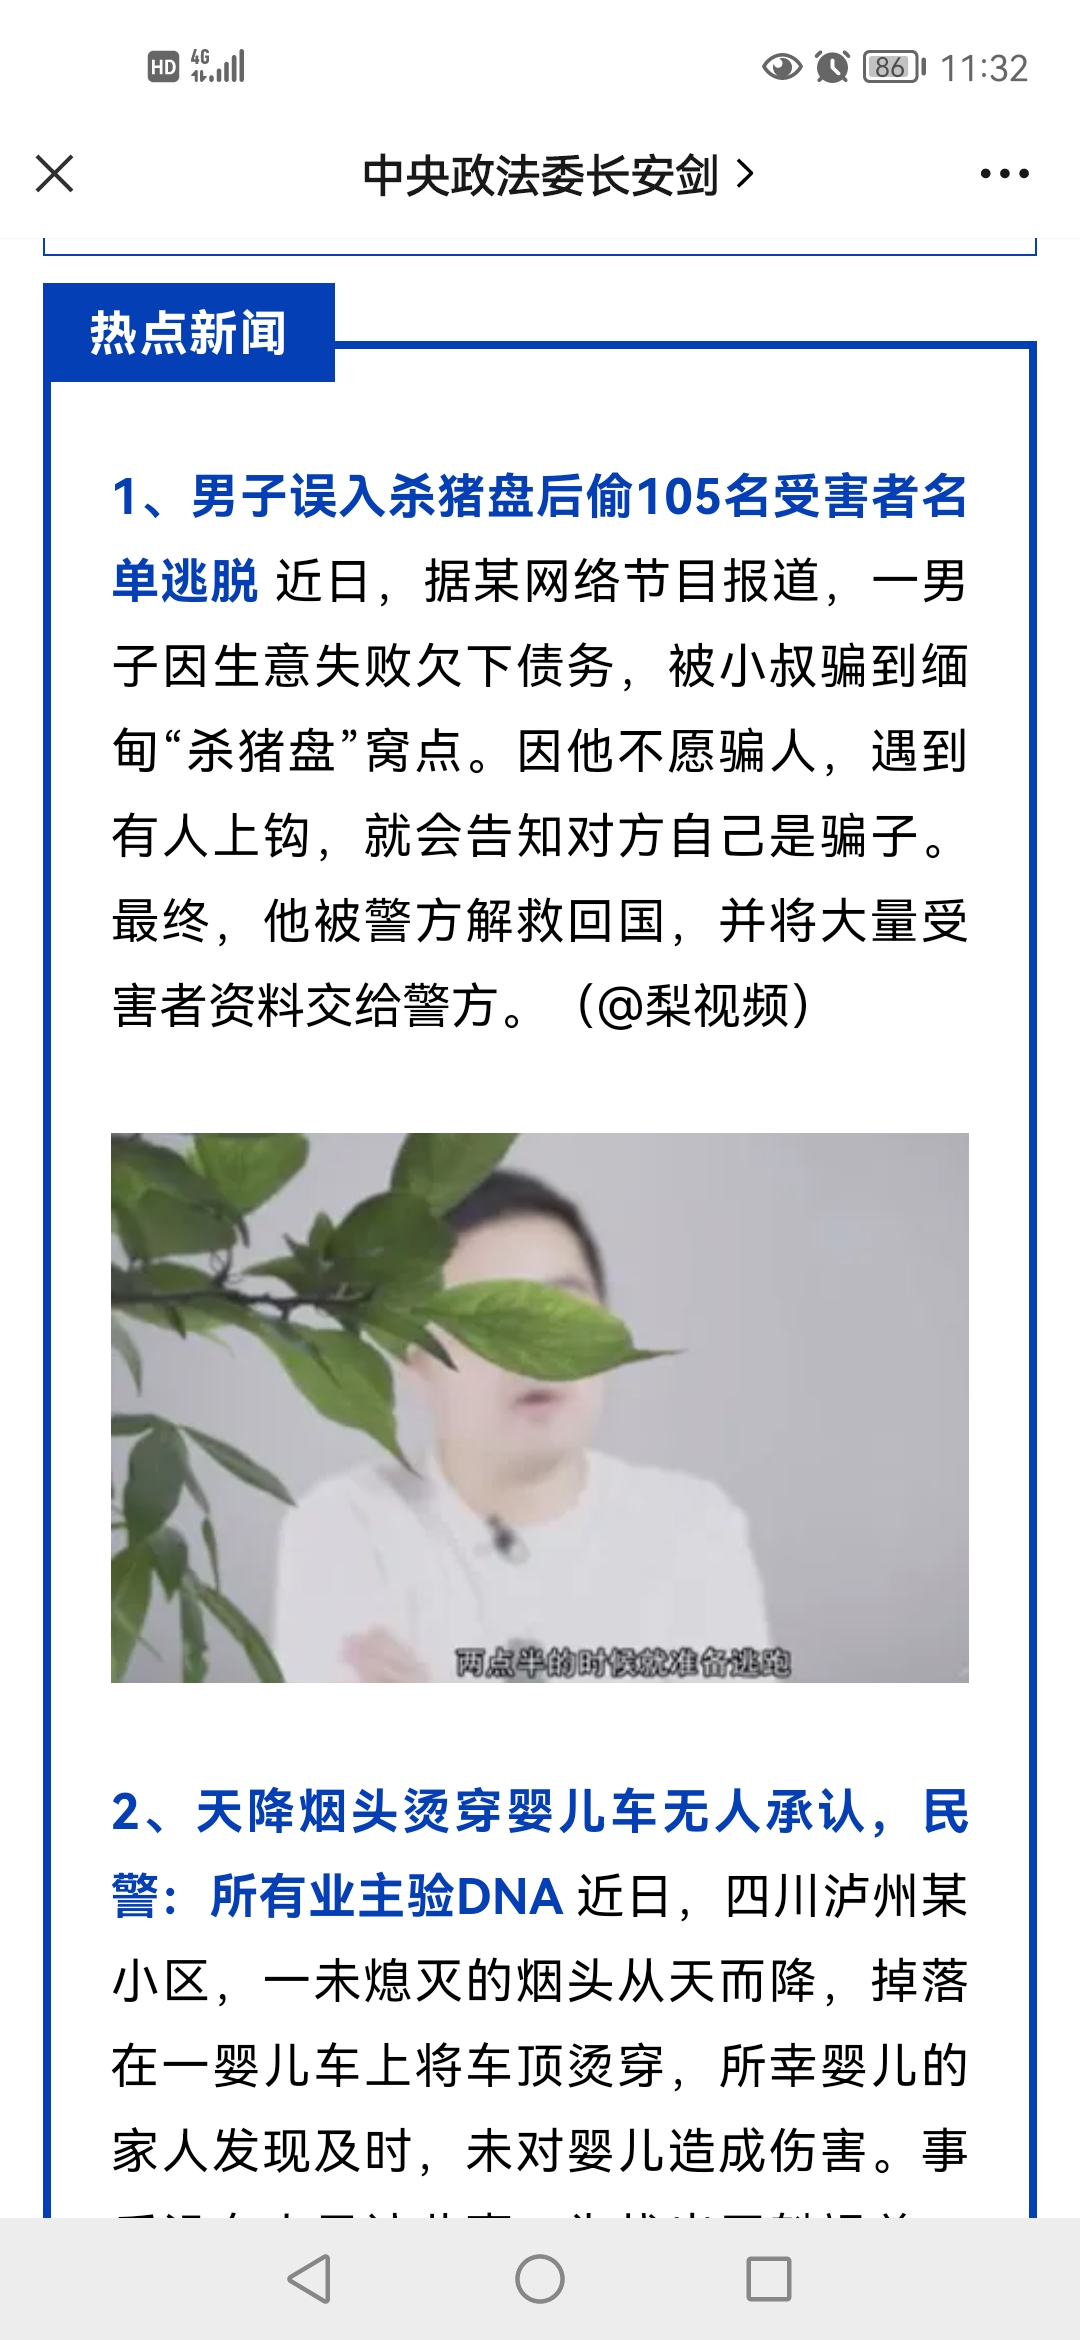 HD 4G 86 11:32
中央政法委长安剑
热点新闻
1、男子误入杀猪盘后偷105名受害者名
单逃脱 近日，据某网络节目报道，一男
子因生意失败欠下债务，被小叔骗到缅
甸“杀猪盘”窝点。因他不愿骗人，遇到
有人上钩，就会告知对方自己是骗子。
最终，他被警方解救回国，并将大量受
害者资料交给警方。（@梨视频）
两点半的时候就准备逃跑
2、天降烟头烫穿婴儿车无人承认，民
警：所有业主验DNA 近日，四川泸州某
小区，一未熄灭的烟头从天而降，掉落
在一婴儿车上将车顶烫穿，所幸婴儿的
家人发现及时，未对婴儿造成伤害。事